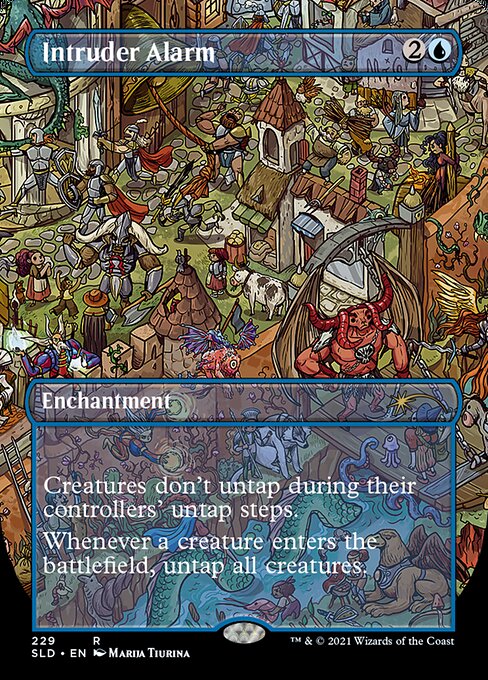 Intruder Alarm 2
Enchantment
Creatures don't untap during their
controllers' untap steps.
Whenever a creature enters the
battlefield, untap all creatures.
229 R
SLD • EN Marija Tiurina
™ & © 2021 Wizards of the Coast